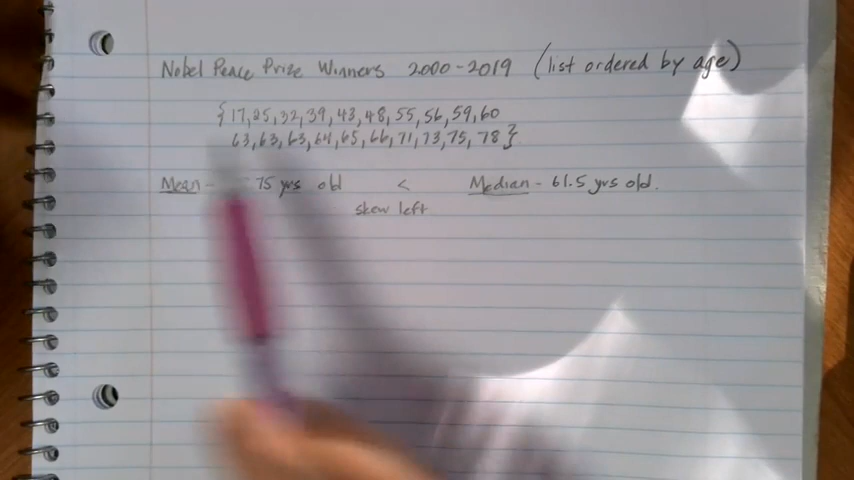 Nobel Peace Prize Winners 2000-2019 (list ordered by age)
{17,25,32,39,43,48,55,56,59,60
63,63,63,64,65,66,71,73,75,78}
Mean - 75 yrs old < Median - 61.5 yrs old.
skew left